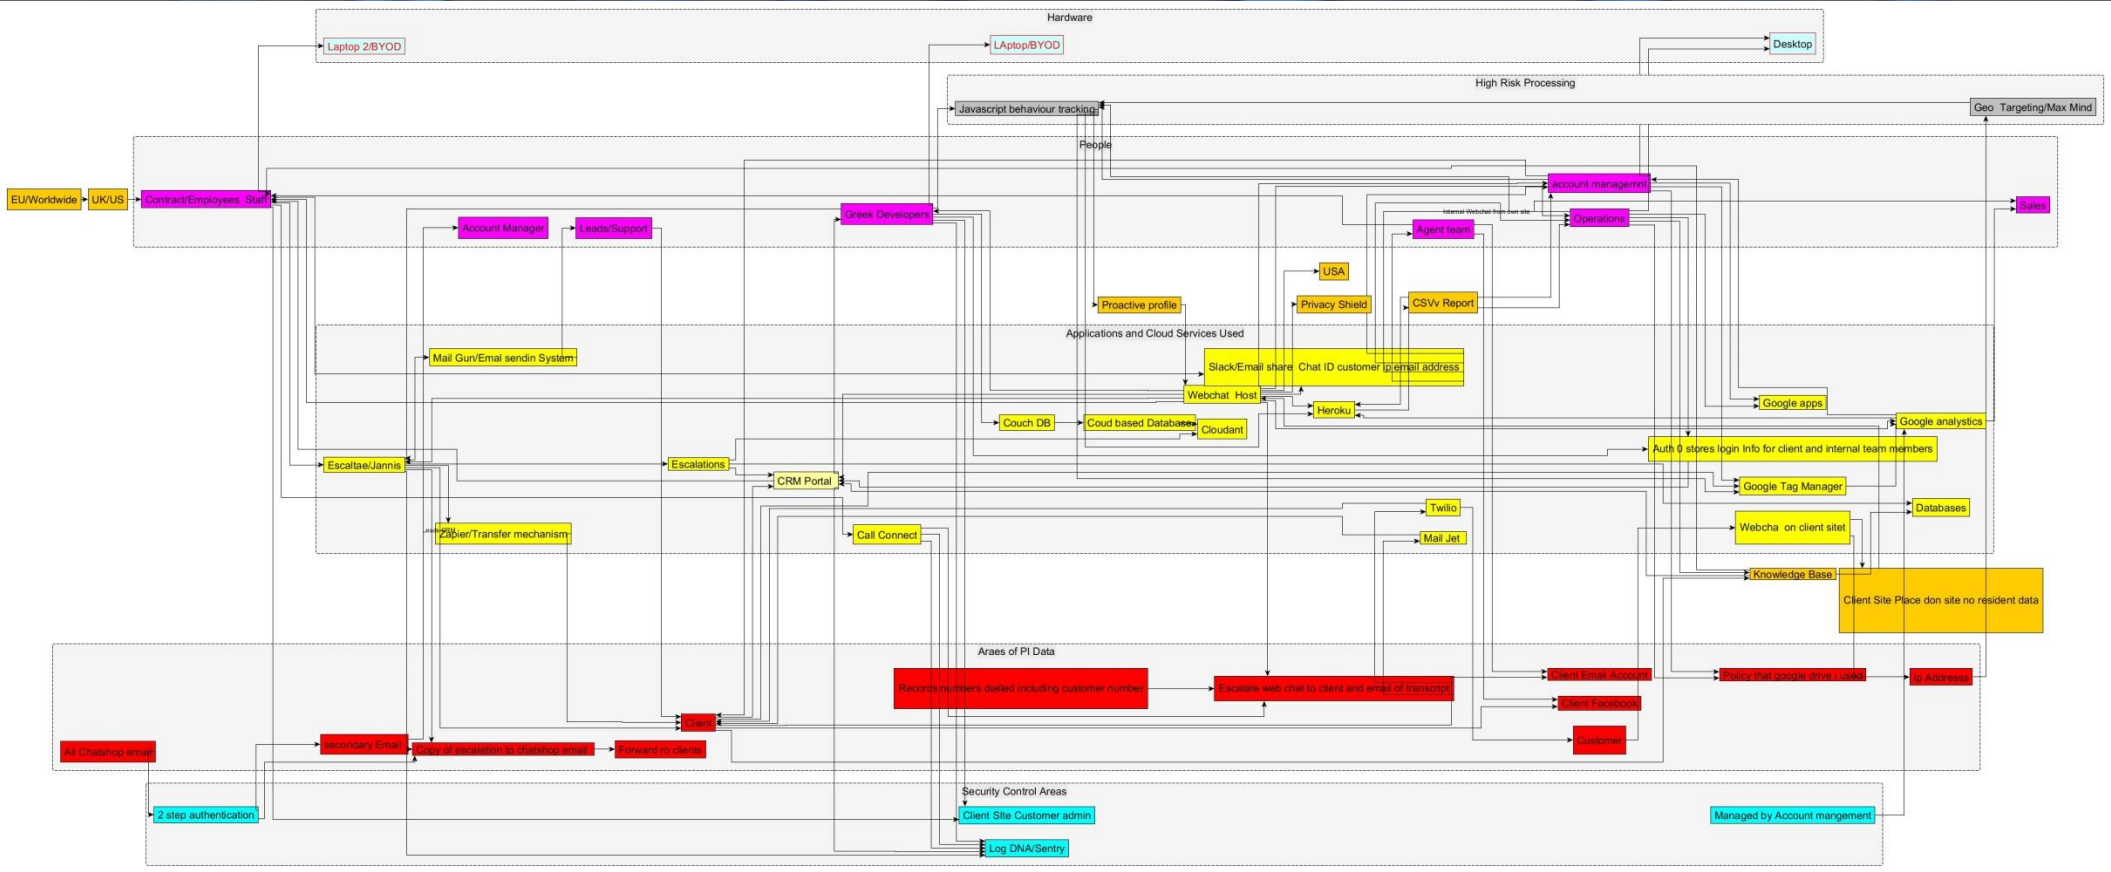 Hardware
Laptop 2/BYOD
LAptop/BYOD
Desktop
High Risk Processing
Javascript behaviour tracking
Geo Targeting/Max Mind
People
EU/Worldwide
UK/US
Contract/Employees Staff
account managemnt
Greek Developers
Sales
Internal Webchat from own site
Operations
Account Manager
Leads/Support
Agent team
USA
Proactive profile
Privacy Shield
CSVv Report
Applications and Cloud Services Used
Mail Gun/Emal sendin System
Slack/Email share Chat ID customer ip email address
Webchat Host
Heroku
Google apps
Couch DB
Coud based Database
Cloudant
Google analystics
Auth 0 stores login Info for client and internal team members
Escaltae/Jannis
Escalations
CRM Portal
Google Tag Manager
Twilio
Databases
Zapier/Transfer mechanism
Call Connect
Mail Jet
Webcha on client sitet
Knowledge Base
Client Site Place don site no resident data
Araes of PI Data
Records numbers dialled including customer number
Escalate web chat to client and email of transcript
Client Email Account
Policy that google drive i used
Ip Addresss
Client Facebook
Client
Customer
All Chatshop email
secondary Email
Copy of escalation to chatshop email
Forward ro clients
Security Control Areas
2 step authentication
Client SIte Customer admin
Managed by Account mangement
Log DNA/Sentry